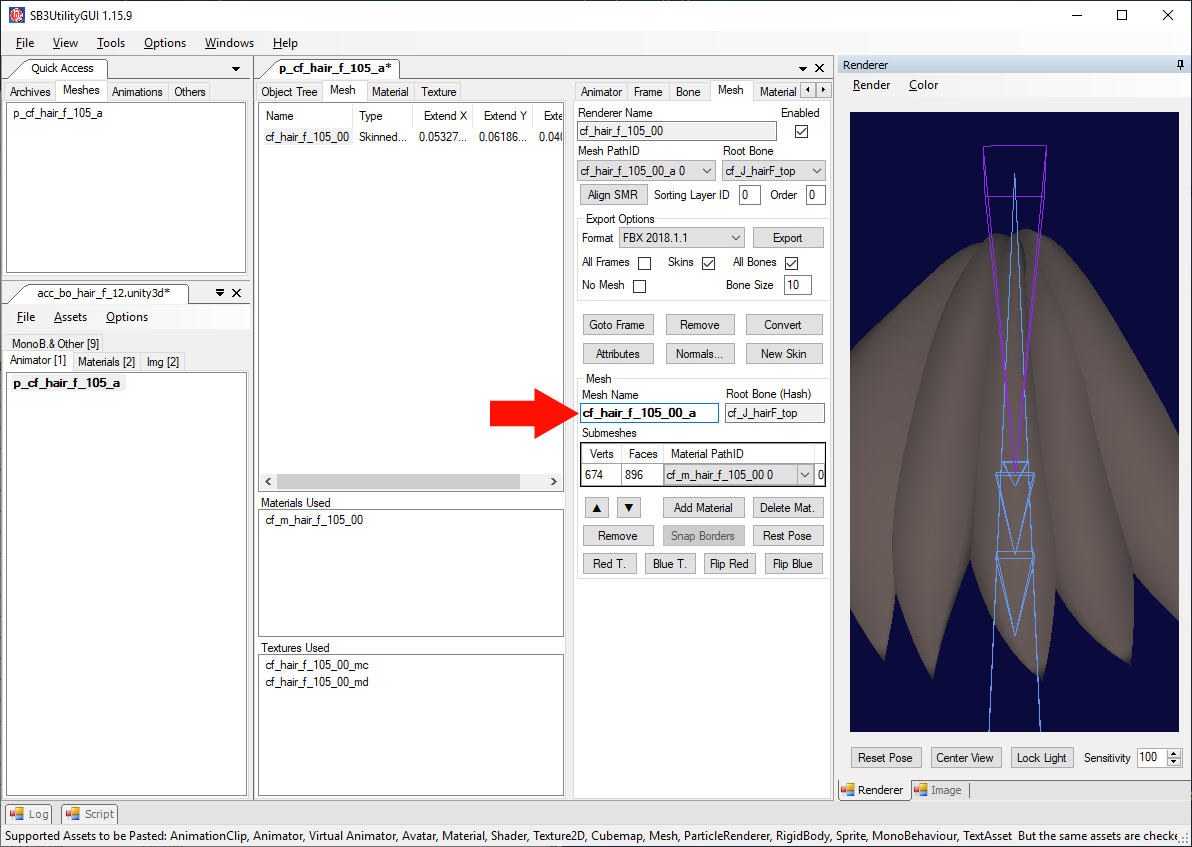 SB3UtilityGUI 1.15.9
File View Tools Options Windows Help
Quick Access
Archives Meshes Animations Others
p_cf_hair_f_105_a
acc_bo_hair_f_12.unity3d*
File Assets Options
MonoB.& Other [9]
Animator [1] Materials [2] Img [2]
p_cf_hair_f_105_a
p_cf_hair_f_105_a*
Object Tree Mesh Material Texture
Name Type Extend X Extend Y Exte
cf_hair_f_105_00 Skinned... 0.05327... 0.06186... 0.040
Materials Used
cf_m_hair_f_105_00
Textures Used
cf_hair_f_105_00_mc
cf_hair_f_105_00_md
Animator Frame Bone Mesh Material
Renderer Name Enabled
cf_hair_f_105_00
Mesh PathID Root Bone
cf_hair_f_105_00_a 0 cf_J_hairF_top
Align SMR Sorting Layer ID 0 Order 0
Export Options
Format FBX 2018.1.1 Export
All Frames Skins All Bones
No Mesh Bone Size 10
Goto Frame Remove Convert
Attributes Normals... New Skin
Mesh
Mesh Name Root Bone (Hash)
cf_hair_f_105_00_a cf_J_hairF_top
Submeshes
Verts Faces Material PathID
674 896 cf_m_hair_f_105_00 0 0
▲ ▼ Add Material Delete Mat.
Remove Snap Borders Rest Pose
Red T. Blue T. Flip Red Flip Blue
Renderer
Render Color
Reset Pose Center View Lock Light Sensitivity 100
Renderer Image
Log Script
Supported Assets to be Pasted: AnimationClip, Animator, Virtual Animator, Avatar, Material, Shader, Texture2D, Cubemap, Mesh, ParticleRenderer, RigidBody, Sprite, MonoBehaviour, TextAsset But the same assets are checke